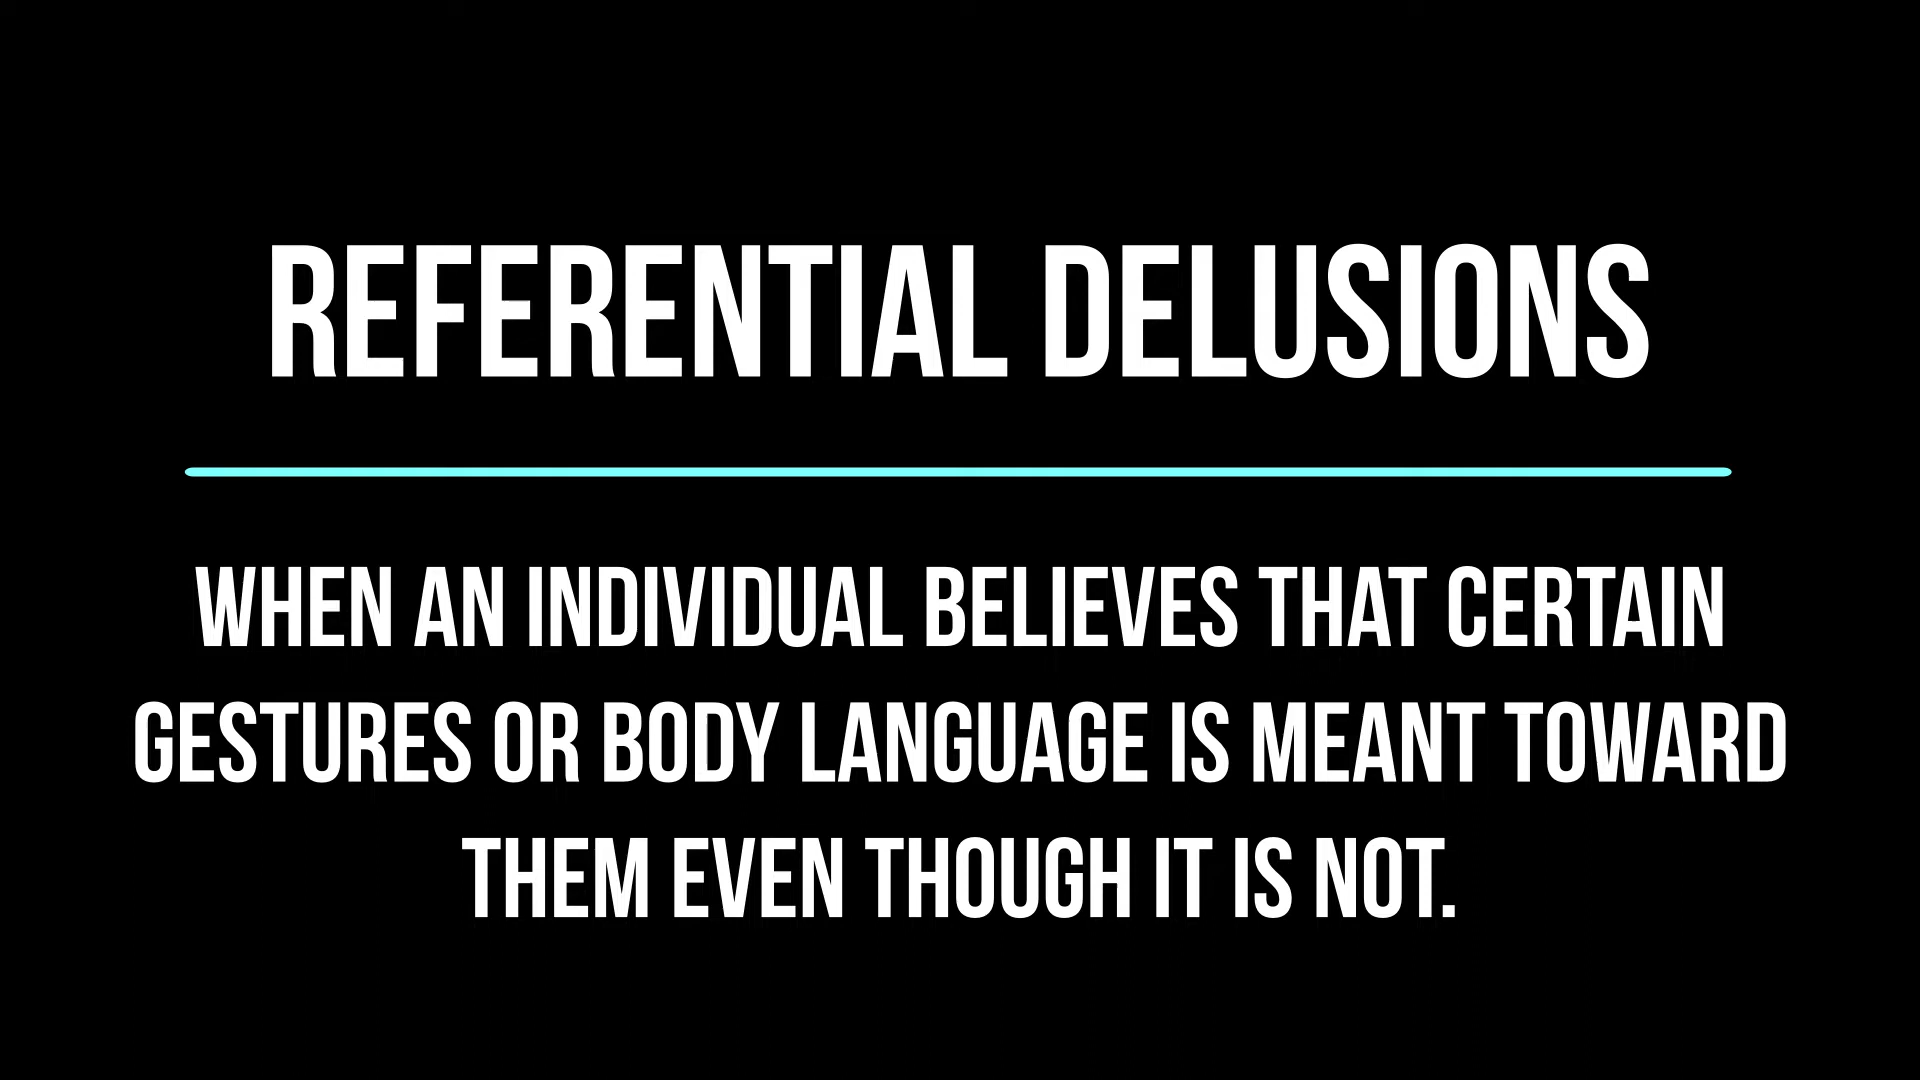 REFERENTIAL DELUSIONS
WHEN AN INDIVIDUAL BELIEVES THAT CERTAIN
GESTURES OR BODY LANGUAGE IS MEANT TOWARD
THEM EVEN THOUGH IT IS NOT.